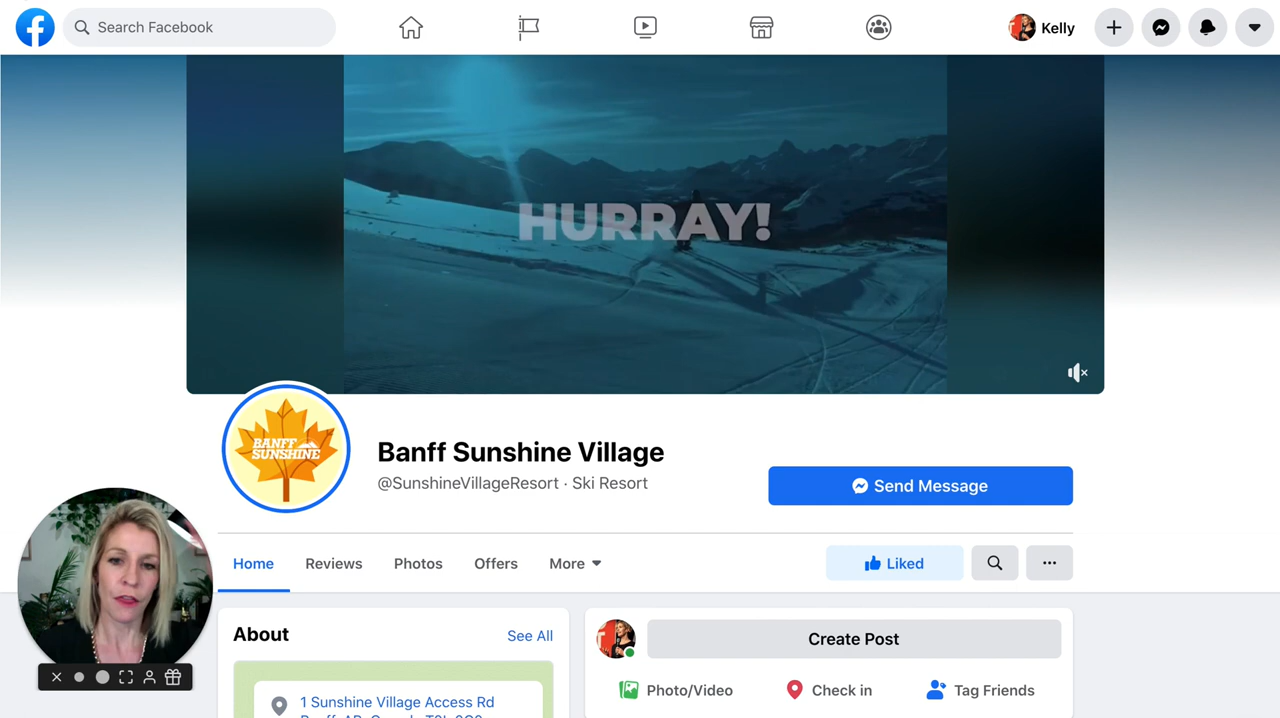 Search Facebook
Kelly
HURRAY!
BANFF
SUNSHINE
Banff Sunshine Village
@SunshineVillageResort · Ski Resort
Send Message
Home
Reviews
Photos
Offers
More
Liked
About
See All
Create Post
Photo/Video
Check in
Tag Friends
1 Sunshine Village Access Rd